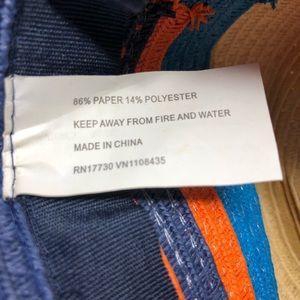 86% PAPER 14% POLYESTER
KEEP AWAY FROM FIRE AND WATER
MADE IN CHINA
RN17730 VN1108435